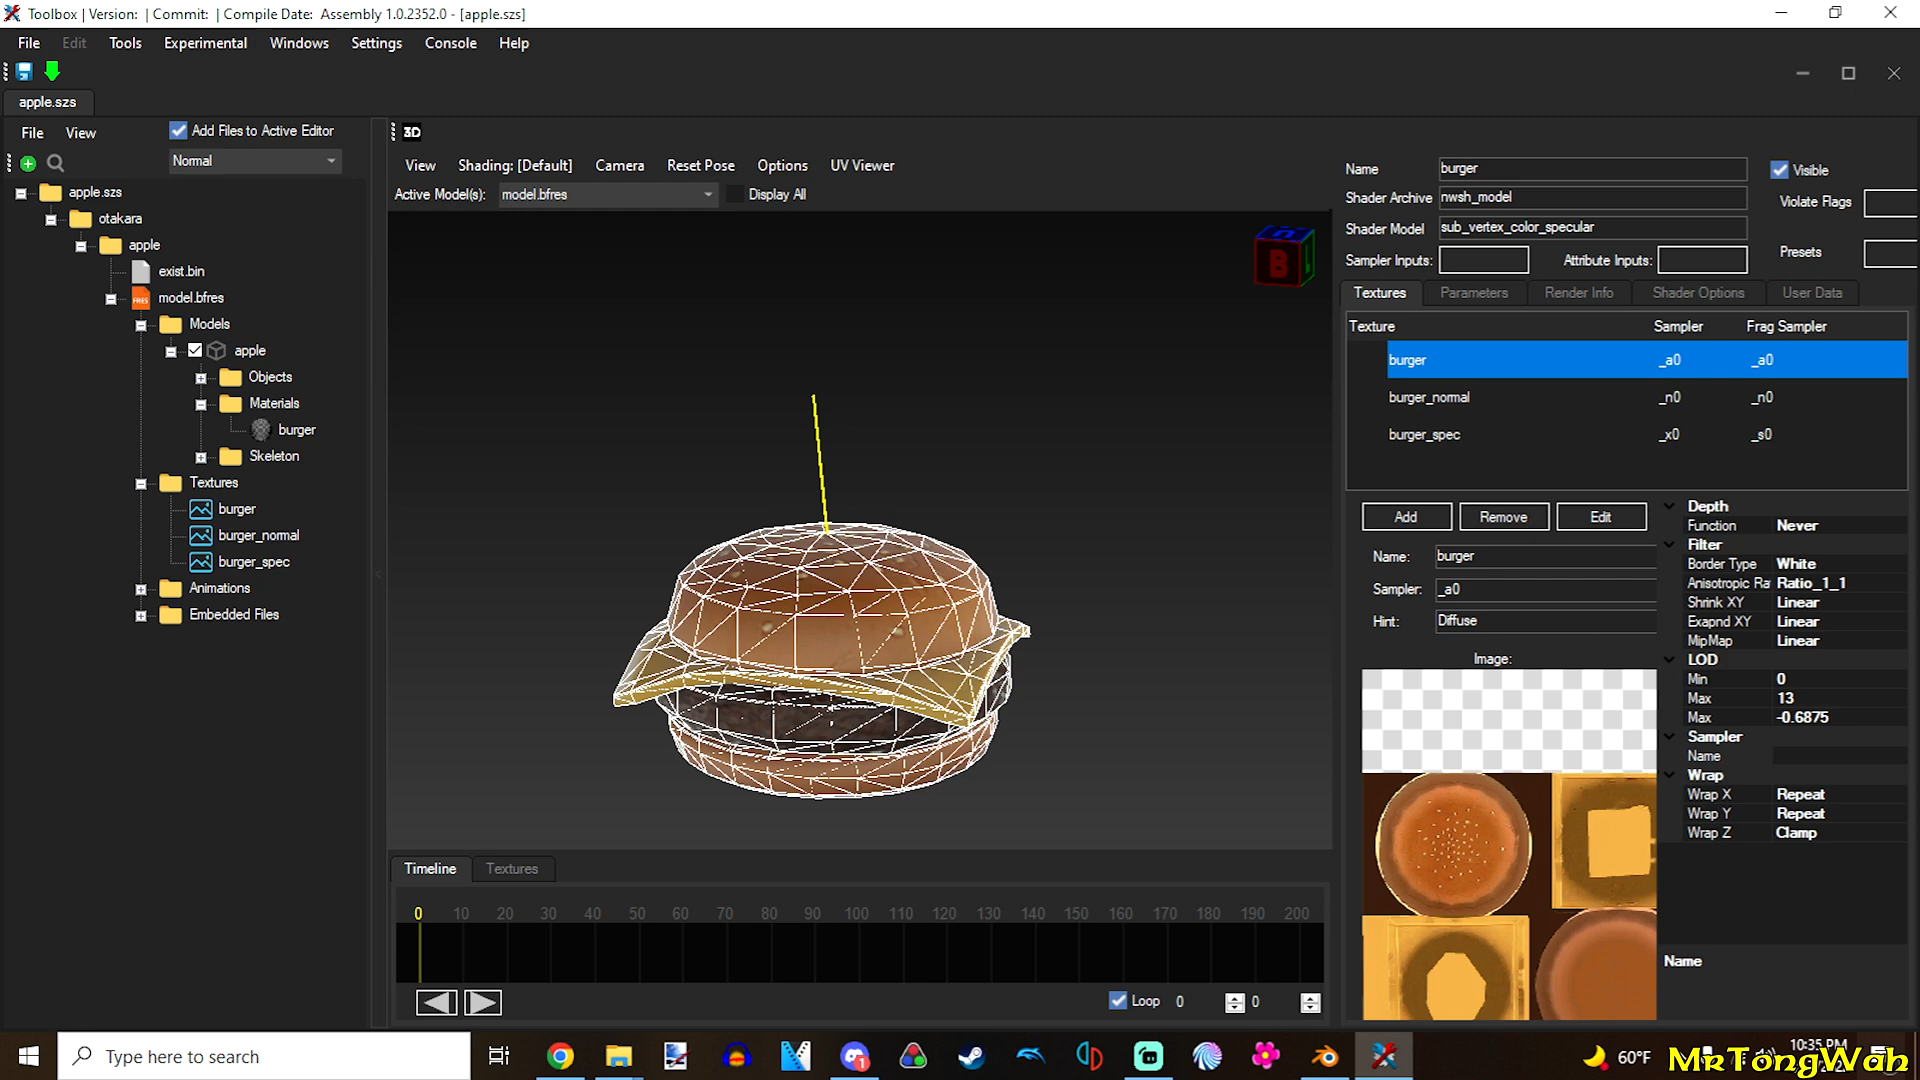 Toolbox | Version: | Commit: | Compile Date: Assembly 1.0.2352.0 - [apple.szs]
File Edit Tools Experimental Windows Settings Console Help
apple.szs
File View
Add Files to Active Editor
Normal
apple.szs
otakara
apple
exist.bin
FRES model.bfres
Models
apple
Objects
Materials
burger
Skeleton
Textures
burger
burger_normal
burger_spec
Animations
Embedded Files
3D
View Shading: [Default] Camera Reset Pose Options UV Viewer
Active Model(s): model.bfres Display All
B
Timeline Textures
0 10 20 30 40 50 60 70 80 90 100 110 120 130 140 150 160 170 180 190 200
Loop 0 0
Name burger Visible
Shader Archive nwsh_model Violate Flags
Shader Model sub_vertex_color_specular
Sampler Inputs: Attribute Inputs: Presets
Textures Parameters Render Info Shader Options User Data
Texture Sampler Frag Sampler
burger _a0 _a0
burger_normal _n0 _n0
burger_spec _x0 _s0
Add Remove Edit
Name: burger
Sampler: _a0
Hint: Diffuse
Image:
Depth
Function Never
Filter
Border Type White
Anisotropic Ra Ratio_1_1
Shrink XY Linear
Exapnd XY Linear
MipMap Linear
LOD
Min 0
Max 13
Max -0.6875
Sampler
Name
Wrap
Wrap X Repeat
Wrap Y Repeat
Wrap Z Clamp
Name
Type here to search
60°F
10:35 PM
MrTongWah